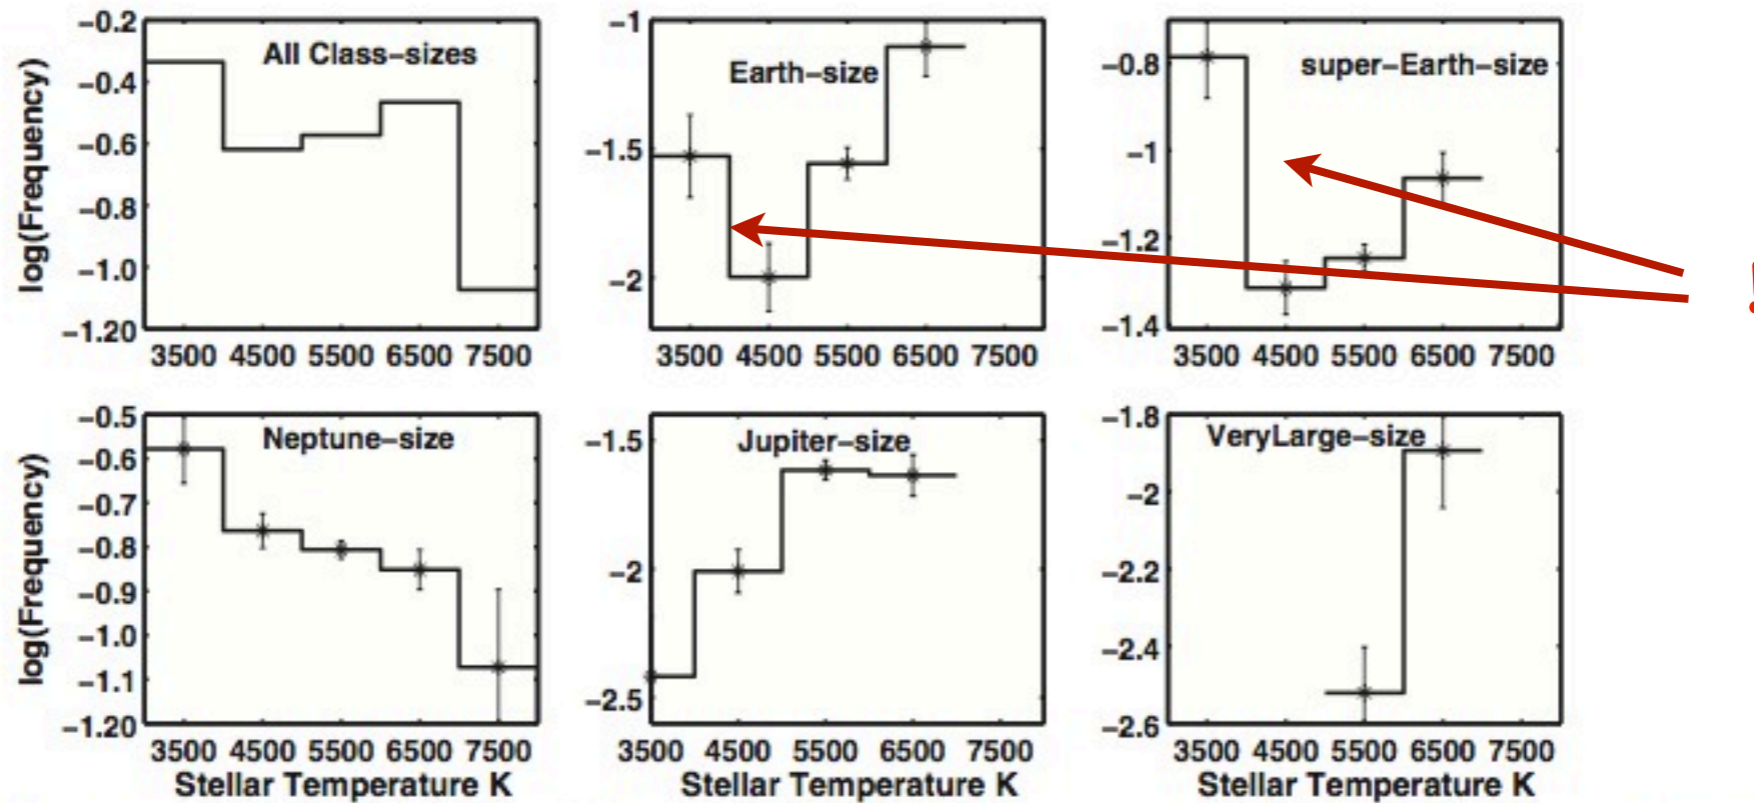 All Class-sizes
log(Frequency)
-0.2
-0.4
-0.6
-0.8
-1.0
-1.20
3500 4500 5500 6500 7500
Earth-size
-1
-1.5
-2
3500 4500 5500 6500 7500
super-Earth-size
-0.8
-1
-1.2
-1.4
3500 4500 5500 6500 7500
!
Neptune-size
log(Frequency)
-0.5
-0.6
-0.7
-0.8
-0.9
-1.0
-1.1
-1.20
3500 4500 5500 6500 7500
Stellar Temperature K
Jupiter-size
-1.5
-2
-2.5
3500 4500 5500 6500 7500
VeryLarge-size
-1.8
-2
-2.2
-2.4
-2.6
3500 4500 5500 6500 7500
Stellar Temperature K